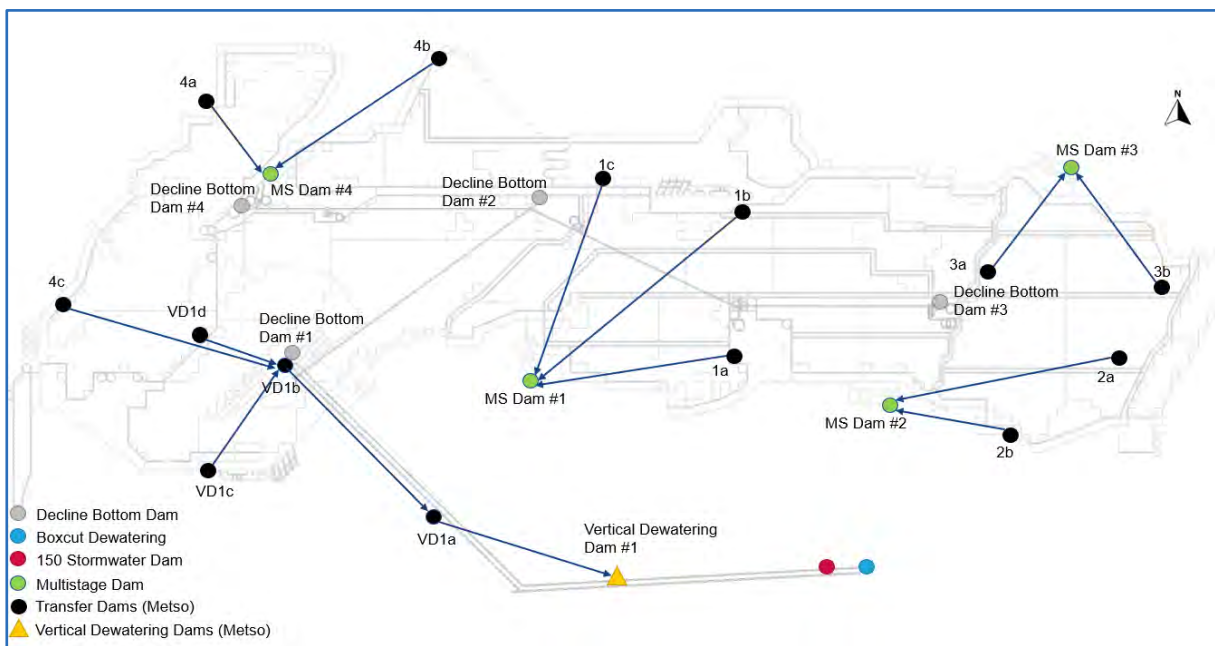 4b
4a
N
MS Dam #3
1c
Decline Bottom
Dam #4
MS Dam #4
Decline Bottom
Dam #2
1b
3a
3b
4c
VD1d
Decline Bottom
Dam #1
Decline Bottom
Dam #3
VD1b
1a
2a
MS Dam #1
MS Dam #2
2b
VD1c
VD1a
Vertical Dewatering
Dam #1
Decline Bottom Dam
Boxcut Dewatering
150 Stormwater Dam
Multistage Dam
Transfer Dams (Metso)
Vertical Dewatering Dams (Metso)